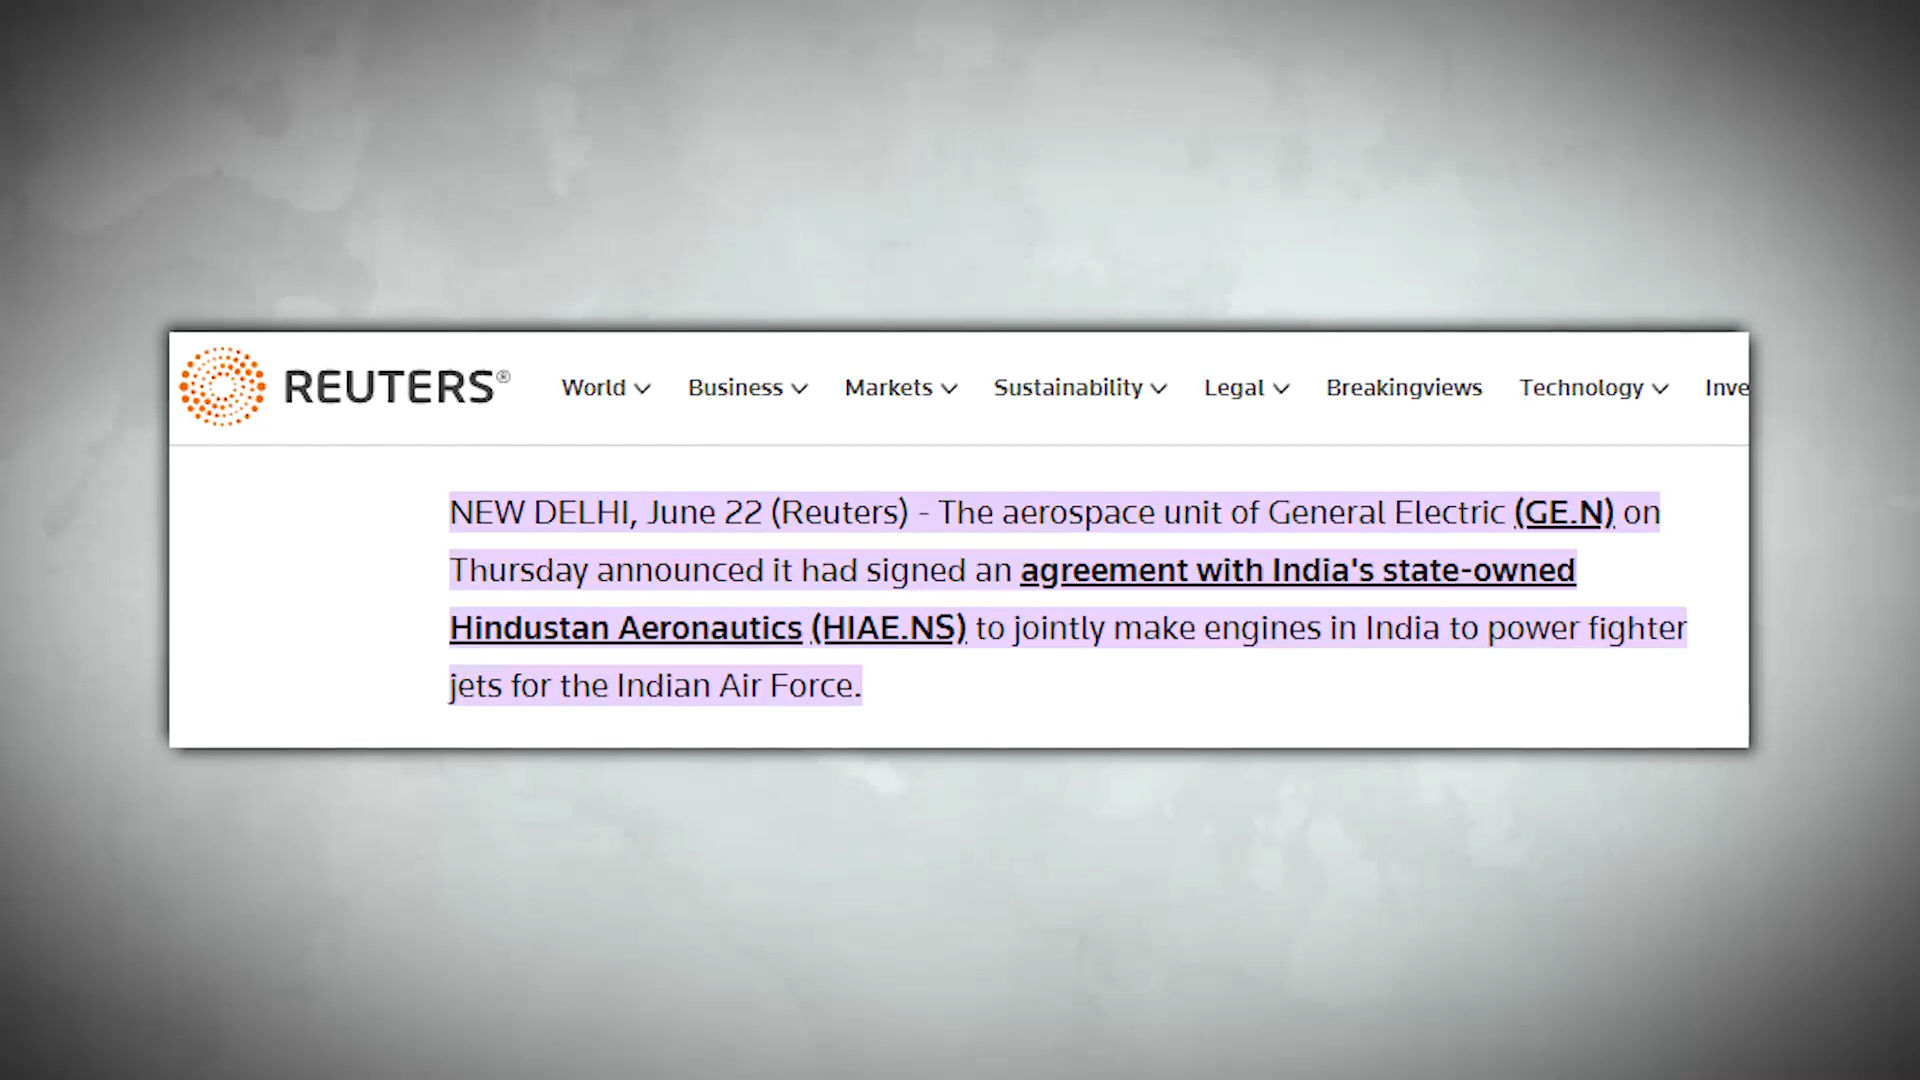 REUTERS® World Business Markets Sustainability Legal Breakingviews Technology Inve
NEW DELHI, June 22 (Reuters) - The aerospace unit of General Electric (GE.N) on
Thursday announced it had signed an agreement with India's state-owned
Hindustan Aeronautics (HIAE.NS) to jointly make engines in India to power fighter
jets for the Indian Air Force.